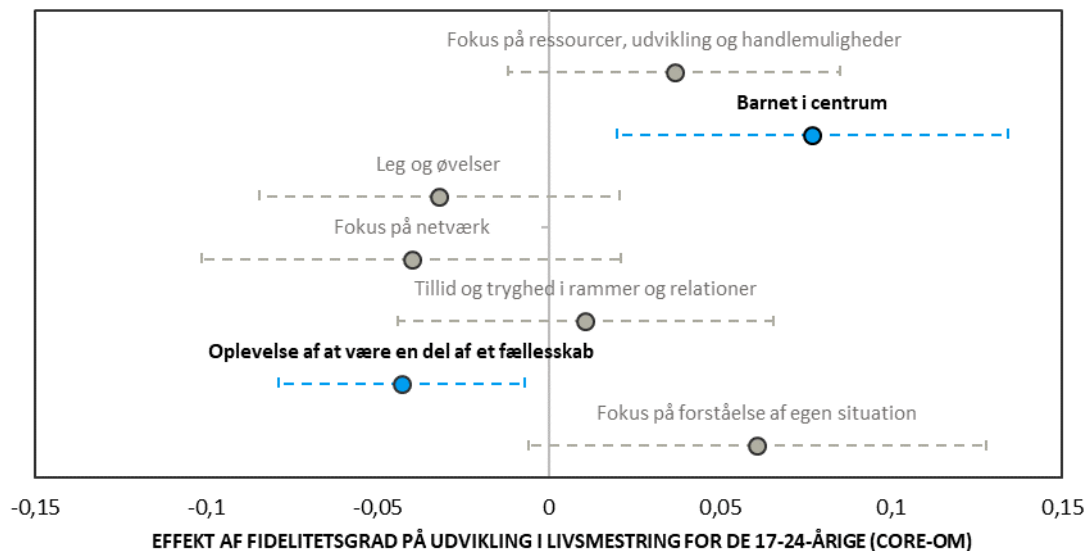 Fokus på ressourcer, udvikling og handlemuligheder
Barnet i centrum
Leg og øvelser
Fokus på netværk
Tillid og tryghed i rammer og relationer
Oplevelse af at være en del af et fællesskab
Fokus på forståelse af egen situation
-0,15 -0,1 -0,05 0 0,05 0,1 0,15
EFFEKT AF FIDELITETSGRAD PÅ UDVIKLING I LIVSMESTRING FOR DE 17-24-ÅRIGE (CORE-OM)